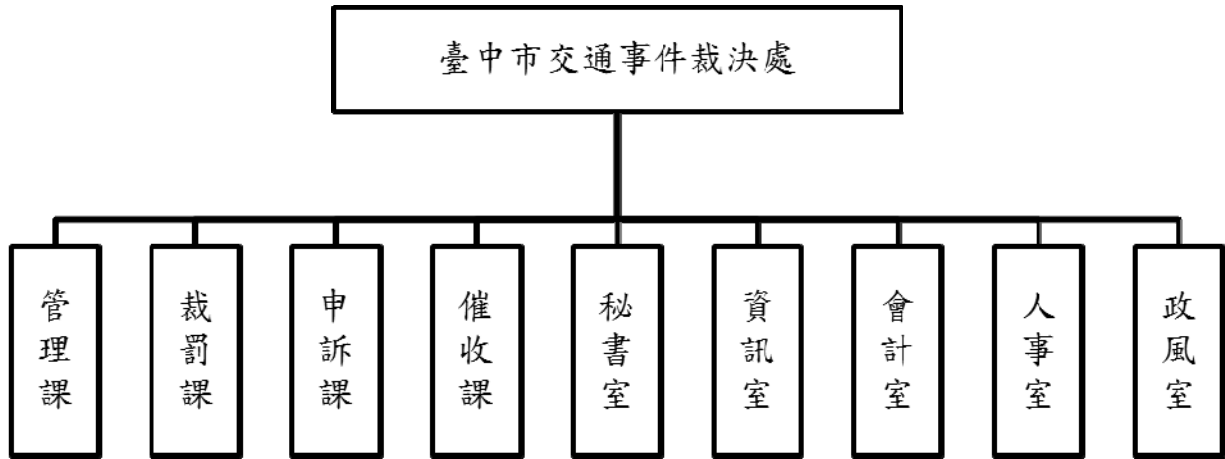 臺中市交通事件裁決處
管理課
裁罰課
申訴課
催收課
秘書室
資訊室
會計室
人事室
政風室